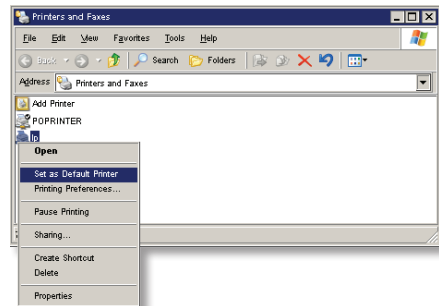 Printers and Faxes
File Edit View Favorites Tools Help
Back Search Folders
Address Printers and Faxes
Add Printer
POPRINTER
lp
Open
Set as Default Printer
Printing Preferences...
Pause Printing
Sharing...
Create Shortcut
Delete
Properties